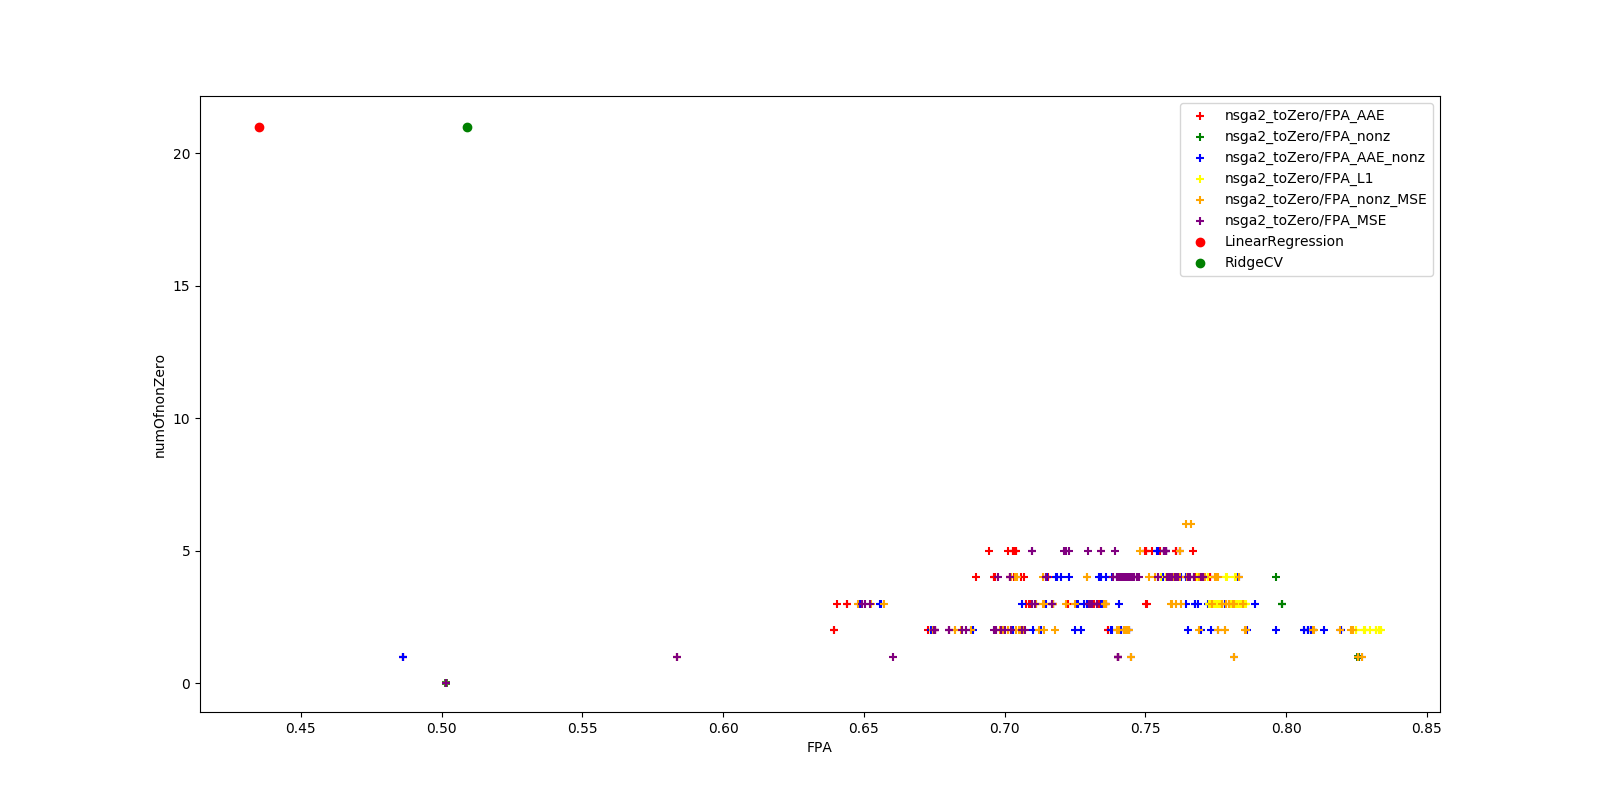 nsga2_toZero/FPA_AAE
nsga2_toZero/FPA_nonz
nsga2_toZero/FPA_AAE_nonz
nsga2_toZero/FPA_L1
nsga2_toZero/FPA_nonz_MSE
nsga2_toZero/FPA_MSE
LinearRegression
RidgeCV
numOfnonZero
20
15
10
5
0
0.45 0.50 0.55 0.60 0.65 0.70 0.75 0.80 0.85
FPA